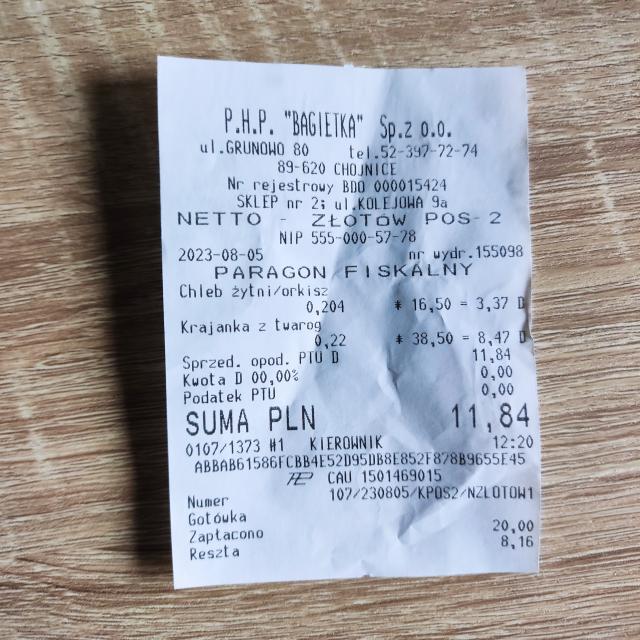 P.H.P. "BAGIETKA" Sp.z o.o.
ul.GRUNOWO 80 tel.52-397-72-74
89-620 CHOJNICE
Nr rejestrowy BDO 000015424
SKLEP nr 2; ul.KOLEJOWA 9a
NETTO - ZŁOTÓW POS-2
NIP 555-000-57-78
2023-08-05 nr wydr.155098
PARAGON FISKALNY
Chleb żytni/orkisz
0,204 * 16,50 = 3,37 D
Krajanka z twarog
0,22 * 38,50 = 8,47 D
Sprzed. opod. PTU D 11,84
Kwota D 00,00% 0,00
Podatek PTU 0,00
SUMA PLN 11,84
0107/1373 #1 KIEROWNIK 12:20
ABBAB61586FCBB4E52D95DB8E852F878B9655E45
CAU 1501469015
Numer 107/230805/KPOS2/NZLOTOW1
Gotówka
Zapłacono 20,00
Reszta 8,16